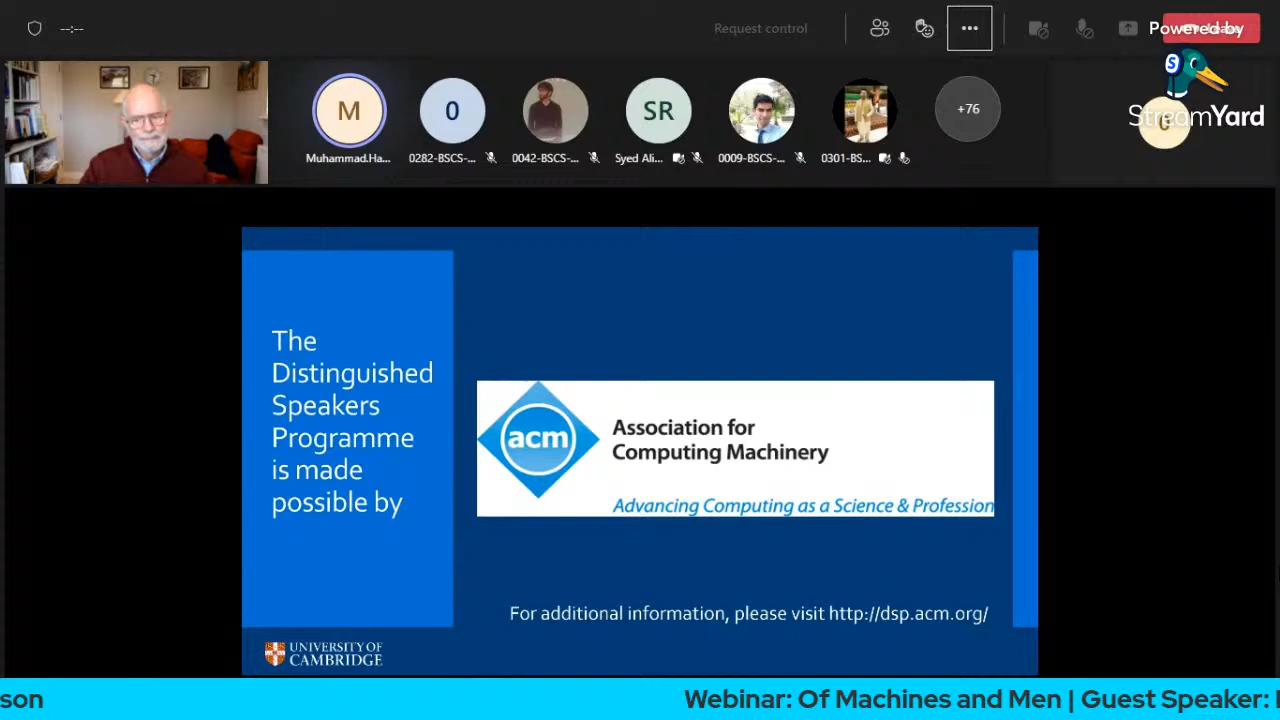 --:--
Request control
Powered by
StreamYard
M
0
SR
+76
Muhammad.Ha...
0282-BSCS-...
0042-BSCS-...
Syed Ali...
0009-BSCS-...
0301-BS...
The
Distinguished
Speakers
Programme
is made
possible by
acm
Association for
Computing Machinery
Advancing Computing as a Science & Profession
For additional information, please visit http://dsp.acm.org/
UNIVERSITY OF
CAMBRIDGE
son
Webinar: Of Machines and Men | Guest Speaker: